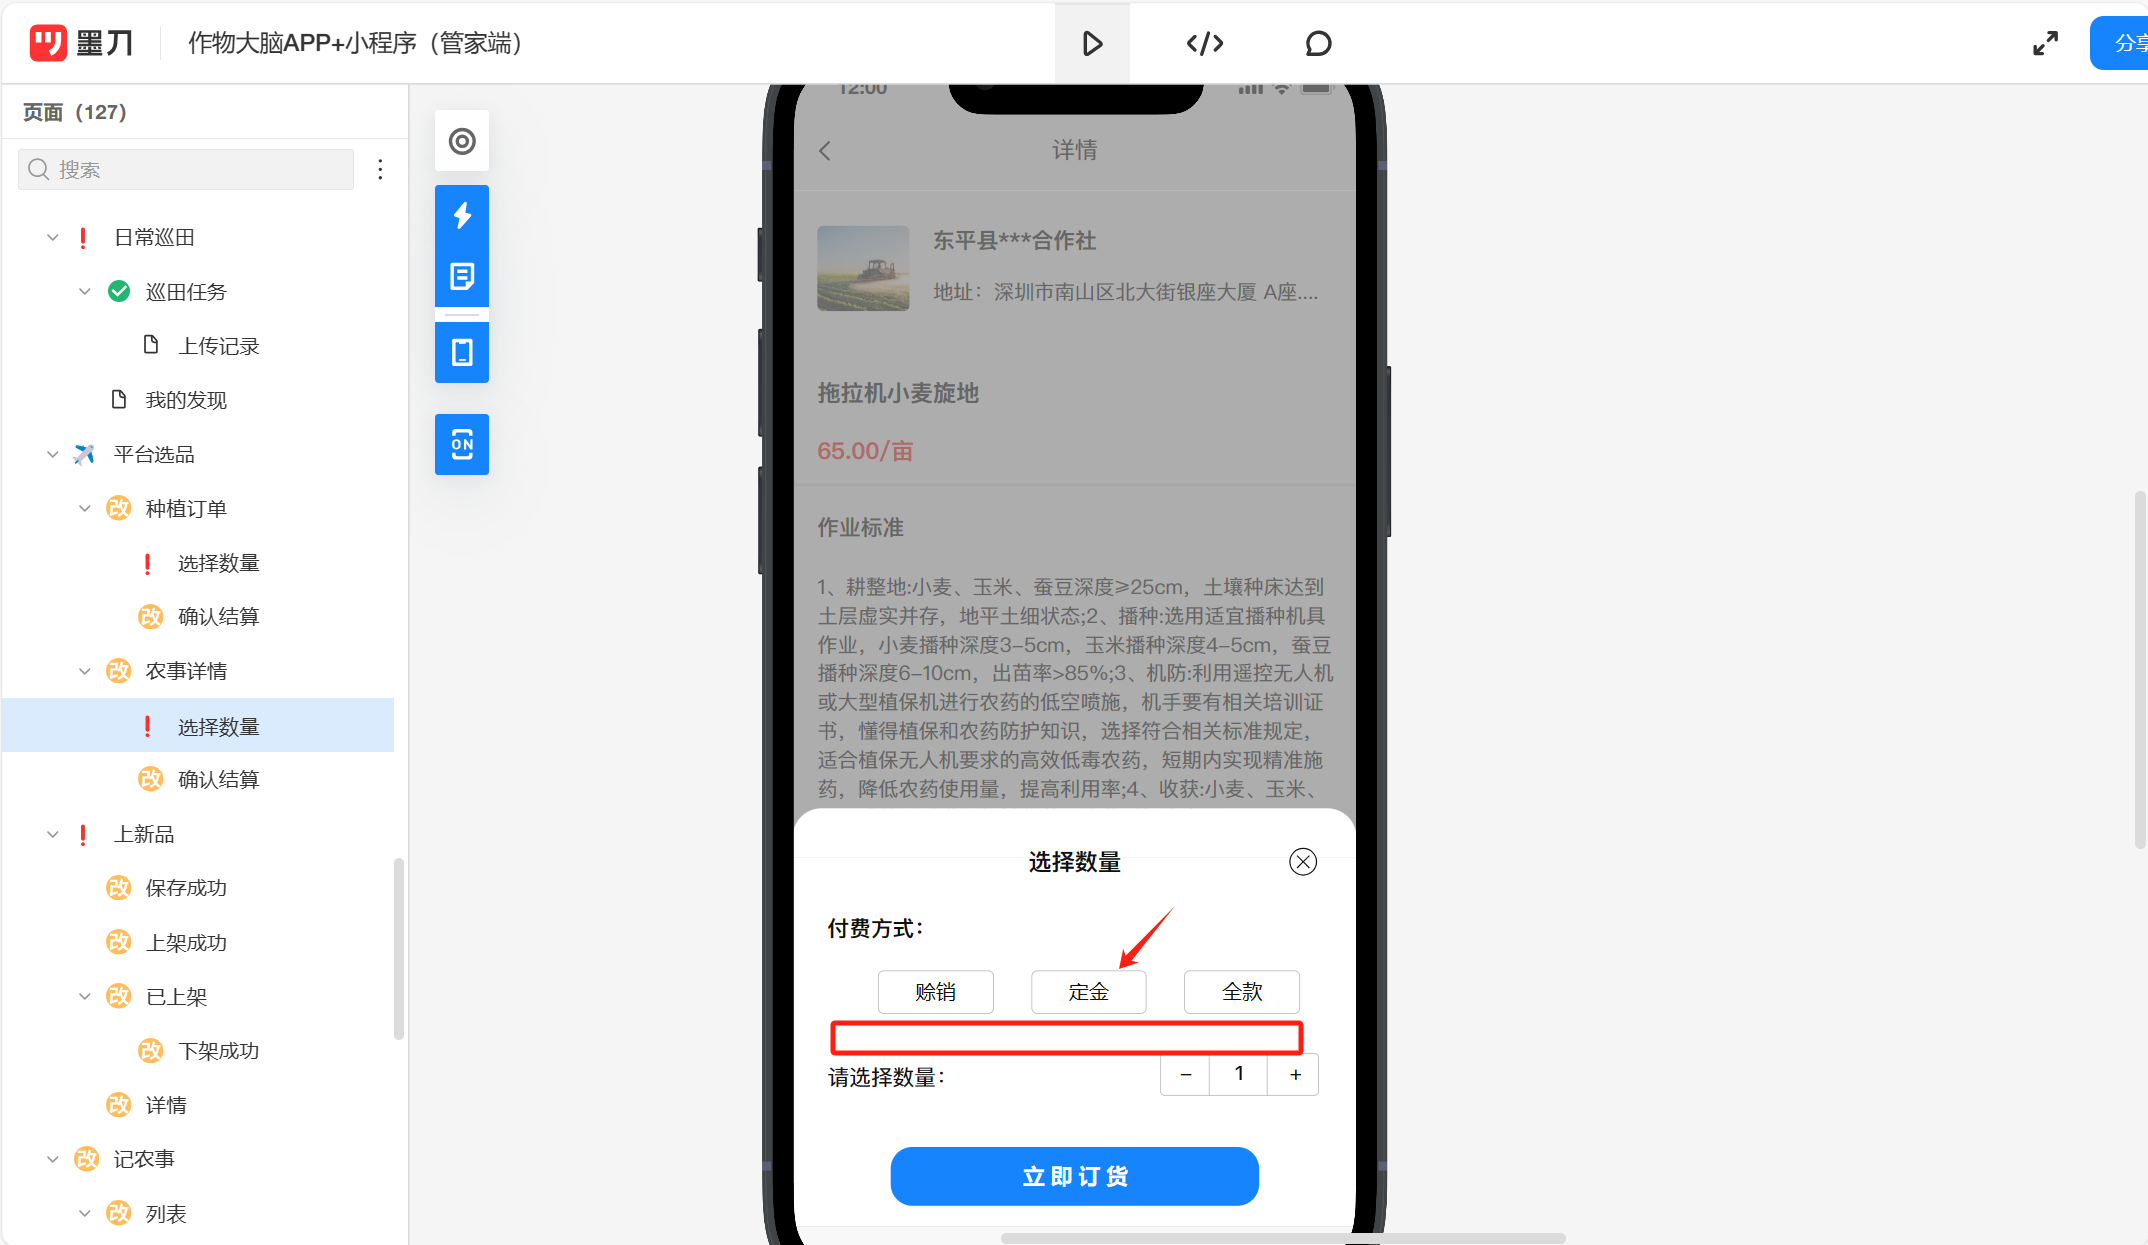 墨刀
作物大脑APP+小程序（管家端）
分享
页面（127）
搜索
日常巡田
巡田任务
上传记录
我的发现
平台选品
改 种植订单
选择数量
改 确认结算
改 农事详情
选择数量
改 确认结算
上新品
改 保存成功
改 上架成功
改 已上架
改 下架成功
改 详情
改 记农事
改 列表
ON
12:00
详情
东平县***合作社
地址：深圳市南山区北大街银座大厦 A座....
拖拉机小麦旋地
65.00/亩
作业标准
1、耕整地:小麦、玉米、蚕豆深度≥25cm，土壤种床达到
土层虚实并存，地平土细状态;2、播种:选用适宜播种机具
作业，小麦播种深度3-5cm，玉米播种深度4-5cm，蚕豆
播种深度6-10cm，出苗率>85%;3、机防:利用遥控无人机
或大型植保机进行农药的低空喷施，机手要有相关培训证
书，懂得植保和农药防护知识，选择符合相关标准规定，
适合植保无人机要求的高效低毒农药，短期内实现精准施
药，降低农药使用量，提高利用率;4、收获:小麦、玉米、
选择数量
付费方式：
赊销
定金
全款
请选择数量：
− 1 +
立即订货